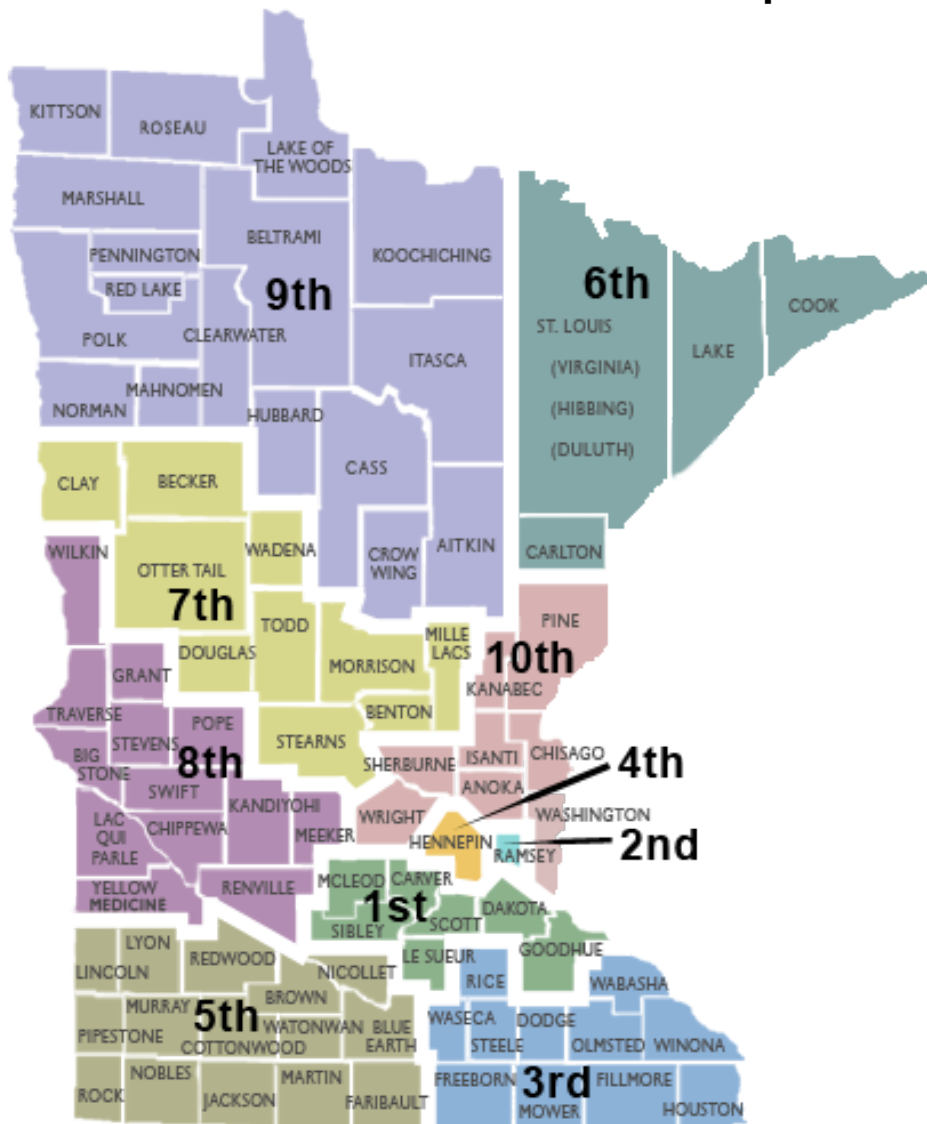 KITTSON
ROSEAU
LAKE OF
THE WOODS
MARSHALL
BELTRAMI
KOOCHICHING
PENNINGTON
RED LAKE
9th
6th
COOK
POLK
CLEARWATER
ST. LOUIS
ITASCA
LAKE
(VIRGINIA)
MAHNOMEN
NORMAN
HUBBARD
(HIBBING)
(DULUTH)
CASS
CLAY
BECKER
WILKIN
WADENA
CROW
WING
AITKIN
CARLTON
OTTER TAIL
7th
TODD
PINE
MILLE
LACS
DOUGLAS
MORRISON
10th
GRANT
KANABEC
TRAVERSE
BENTON
POPE
STEVENS
STEARNS
BIG
STONE
8th
SHERBURNE
ISANTI
CHISAGO
4th
SWIFT
ANOKA
KANDIYOHI
WRIGHT
WASHINGTON
LAC
QUI
PARLE
CHIPPEWA
MEEKER
HENNEPIN
2nd
RAMSEY
YELLOW
MEDICINE
RENVILLE
MCLEOD
CARVER
1st
DAKOTA
SIBLEY
SCOTT
LYON
REDWOOD
LE SUEUR
GOODHUE
LINCOLN
NICOLLET
RICE
WABASHA
MURRAY
BROWN
5th
PIPESTONE
WATONWAN
BLUE
EARTH
COTTONWOOD
WASECA
DODGE
STEELE
OLMSTED
WINONA
ROCK
NOBLES
MARTIN
JACKSON
FARIBAULT
FREEBORN
3rd
FILLMORE
MOWER
HOUSTON